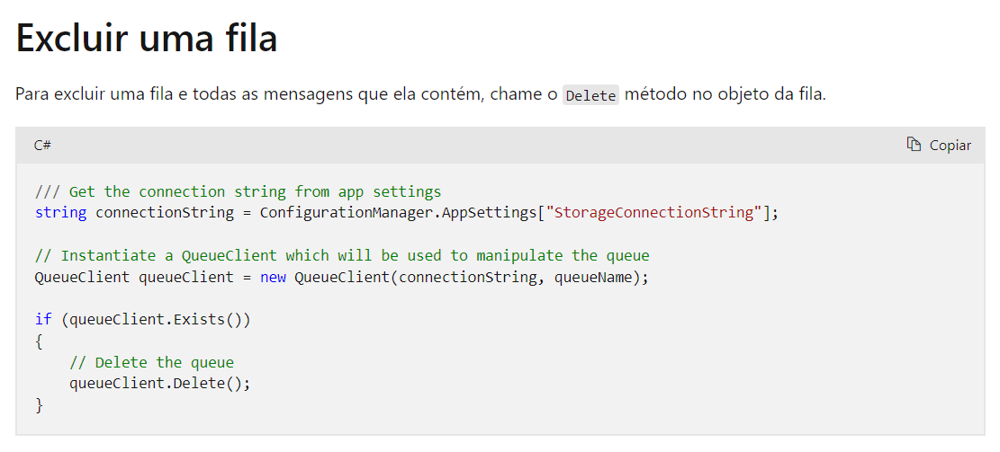 Excluir uma fila
Para excluir uma fila e todas as mensagens que ela contém, chame o Delete método no objeto da fila.
C#
Copiar
/// Get the connection string from app settings
string connectionString = ConfigurationManager.AppSettings["StorageConnectionString"];
// Instantiate a QueueClient which will be used to manipulate the queue
QueueClient queueClient = new QueueClient(connectionString, queueName);
if (queueClient.Exists())
{
    // Delete the queue
    queueClient.Delete();
}